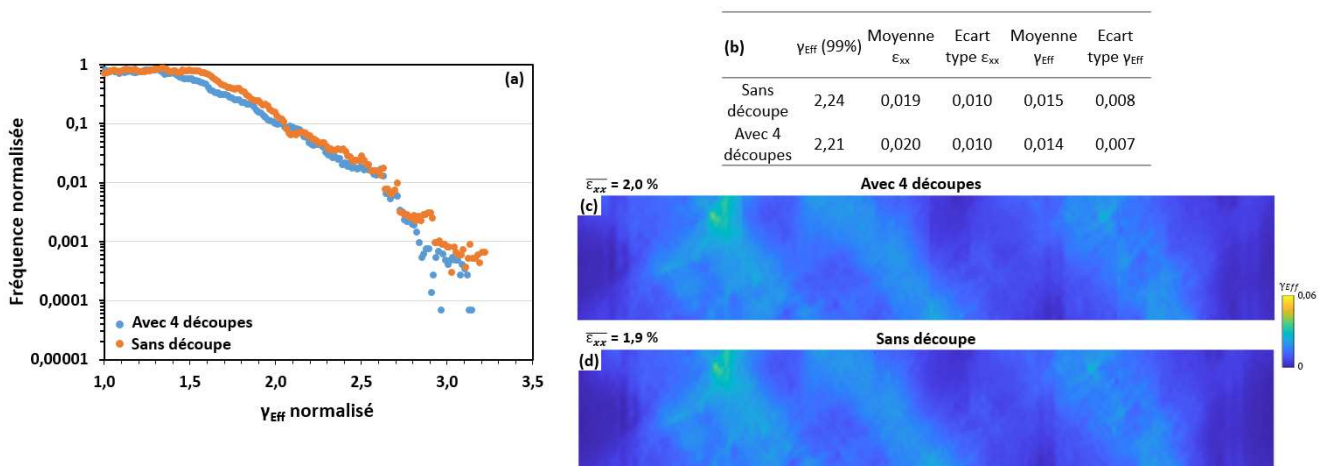 (a)
Fréquence normalisée
1
0,1
0,01
0,001
0,0001
0,00001
Avec 4 découpes
Sans découpe
1,0 1,5 2,0 2,5 3,0 3,5
γEff normalisé
(b) γEff (99%) Moyenne εxx Ecart type εxx Moyenne γEff Ecart type γEff
Sans découpe 2,24 0,019 0,010 0,015 0,008
Avec 4 découpes 2,21 0,020 0,010 0,014 0,007
εxx = 2,0 % Avec 4 découpes
(c)
εxx = 1,9 % Sans découpe
(d)
γEff
0,06
0